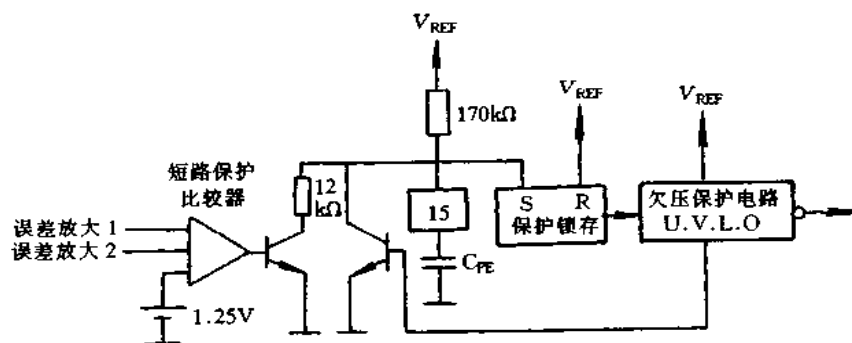 V_REF
170kΩ
V_REF
V_REF
短路保护
比较器
12
kΩ
误差放大 1
误差放大 2
1.25V
15
C_PE
S R
保护锁存
欠压保护电路
U.V.L.O